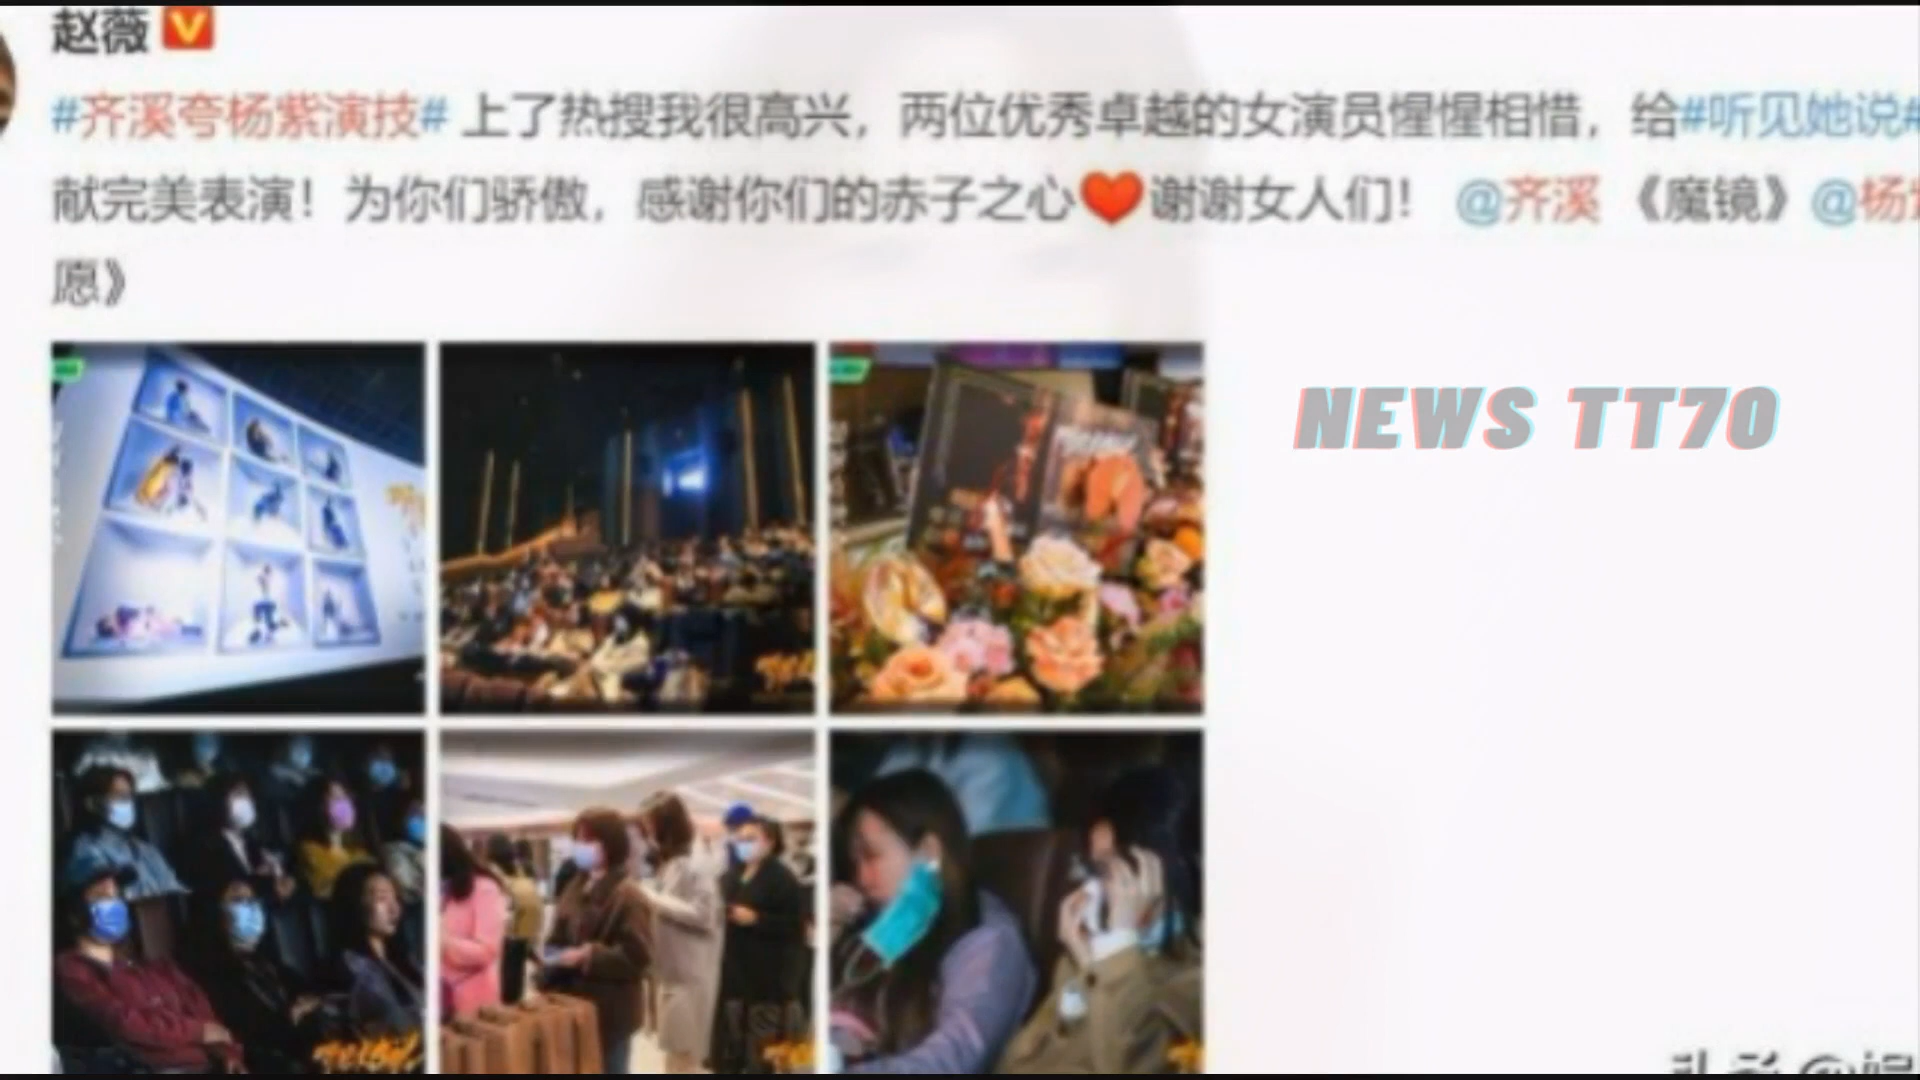 赵薇
#齐溪夸杨紫演技# 上了热搜我很高兴，两位优秀卓越的女演员惺惺相惜，给#听见她说#
献完美表演！为你们骄傲，感谢你们的赤子之心❤谢谢女人们！ @齐溪 《魔镜》@杨
愿》
NEWS TT70